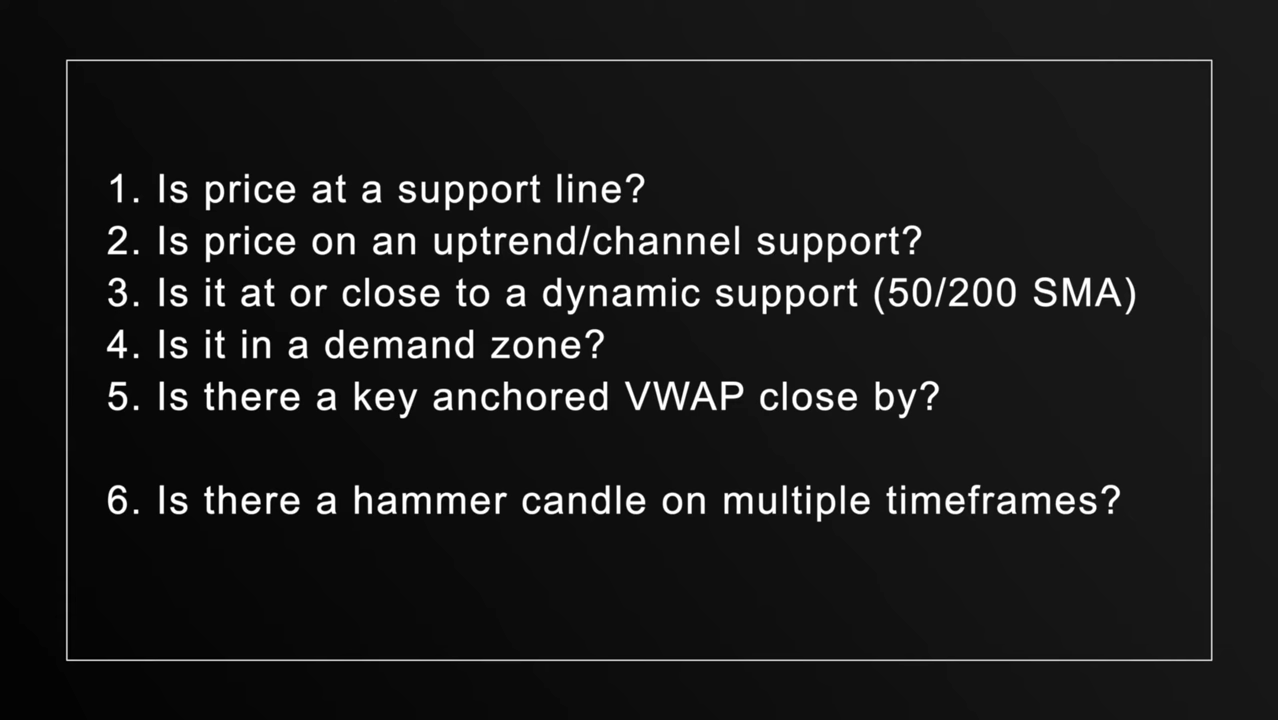 1. Is price at a support line?
2. Is price on an uptrend/channel support?
3. Is it at or close to a dynamic support (50/200 SMA)
4. Is it in a demand zone?
5. Is there a key anchored VWAP close by?
6. Is there a hammer candle on multiple timeframes?